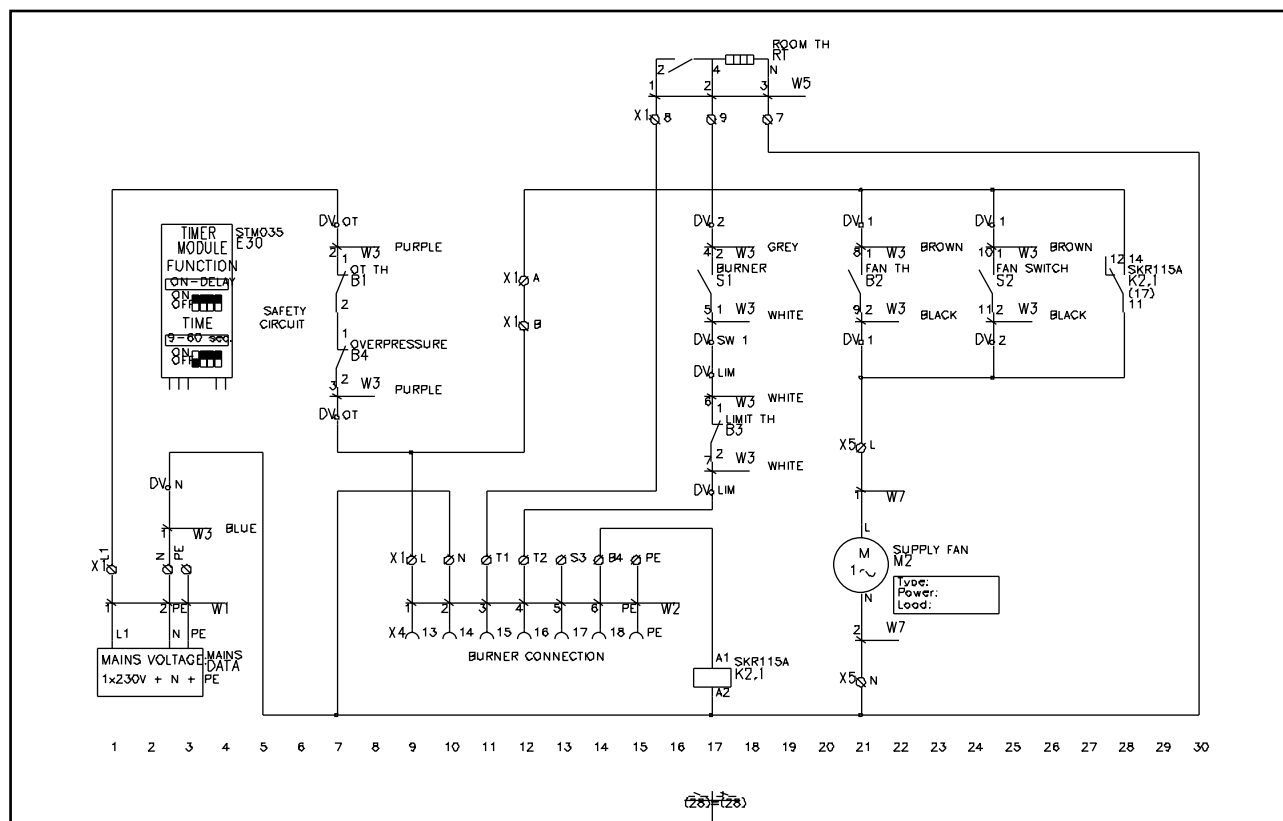 ROOM TH
RT
2 4 N
1 2 3 W5
X1 8 9 7
DV OT
DV 2
DV 1
DV 1
TIMER
MODULE
STM035
E30
FUNCTION
ON-DELAY
ON
OFF
TIME
9-60 sec.
ON
OFF
SAFETY
CIRCUIT
2 W3 PURPLE
1
OT TH
B1
2
1
OVERPRESSURE
B4
2
3 W3 PURPLE
DV OT
X1 A
X1 B
4 2 W3 GREY
BURNER
S1
5 1 W3 WHITE
DV SW 1
DV LIM
6 W3 WHITE
1
LIMIT TH
B3
2
7 W3 WHITE
DV LIM
8 1 W3 BROWN
FAN TH
B2
9 2 W3 BLACK
DV 1
10 1 W3 BROWN
FAN SWITCH
S2
11 2 W3 BLACK
DV 2
12 14
SKR115A
K2,1
(17)
11
X5 L
1 W7
L
M
1~
SUPPLY FAN
M2
Type:
Power:
Load:
N
2 W7
X5 N
DV N
1 W3 BLUE
X1 L1 N PE
1 2 PE W1
L1 N PE
MAINS VOLTAGE:
MAINS
DATA
1x230V + N + PE
X1 L N T1 T2 S3 B4 PE
1 2 3 4 5 6 PE W2
X4 13 14 15 16 17 18 PE
BURNER CONNECTION
A1 SKR115A
K2,1
A2
1 2 3 4 5 6 7 8 9 10 11 12 13 14 15 16 17 18 19 20 21 22 23 24 25 26 27 28 29 30
(28) (28)